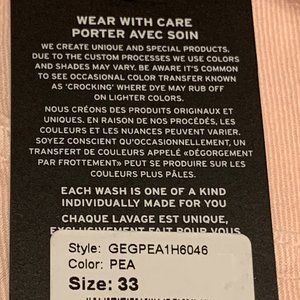 WEAR WITH CARE
PORTER AVEC SOIN
WE CREATE UNIQUE AND SPECIAL PRODUCTS.
DUE TO THE CUSTOM PROCESSES WE USE COLORS
AND SHADES MAY VARY. BE AWARE IT'S COMMON
TO SEE OCCASIONAL COLOR TRANSFER KNOWN
AS 'CROCKING' WHERE DYE MAY RUB OFF
ON LIGHTER COLORS.
NOUS CRÉONS DES PRODUITS ORIGINAUX ET
UNIQUES. EN RAISON DE NOS PROCÉDÉS, LES
COULEURS ET LES NUANCES PEUVENT VARIER.
SOYEZ CONSCIENT QU'OCCASIONNELLEMENT, UN
TRANSFERT DE COULEURS APPELÉ «DÉGORGEMENT
PAR FROTTEMENT» PEUT SE PRODUIRE SUR LES
COULEURS PLUS PÂLES.
EACH WASH IS ONE OF A KIND
INDIVIDUALLY MADE FOR YOU
CHAQUE LAVAGE EST UNIQUE,
EXCLUSIVEMENT FAIT POUR VOUS
Style: GEGPEA1H6046
Color: PEA
Size: 33